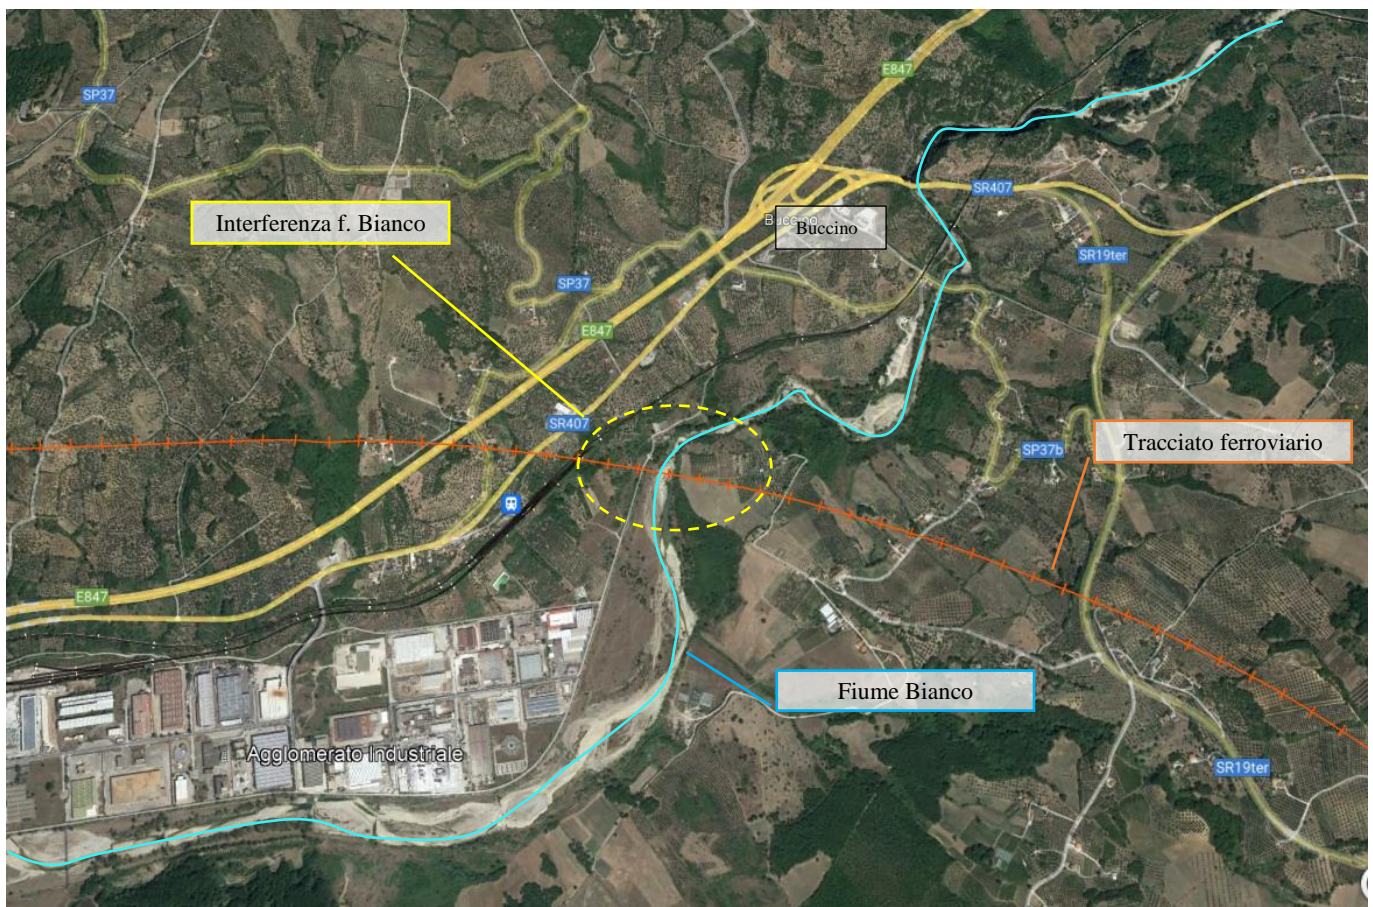 E847
SP37
SR407
Interferenza f. Bianco
Buccino
Buccino
SR19ter
SP37
E847
SR407
Tracciato ferroviario
SP37b
E847
Fiume Bianco
Agglomerato Industriale
SR19ter